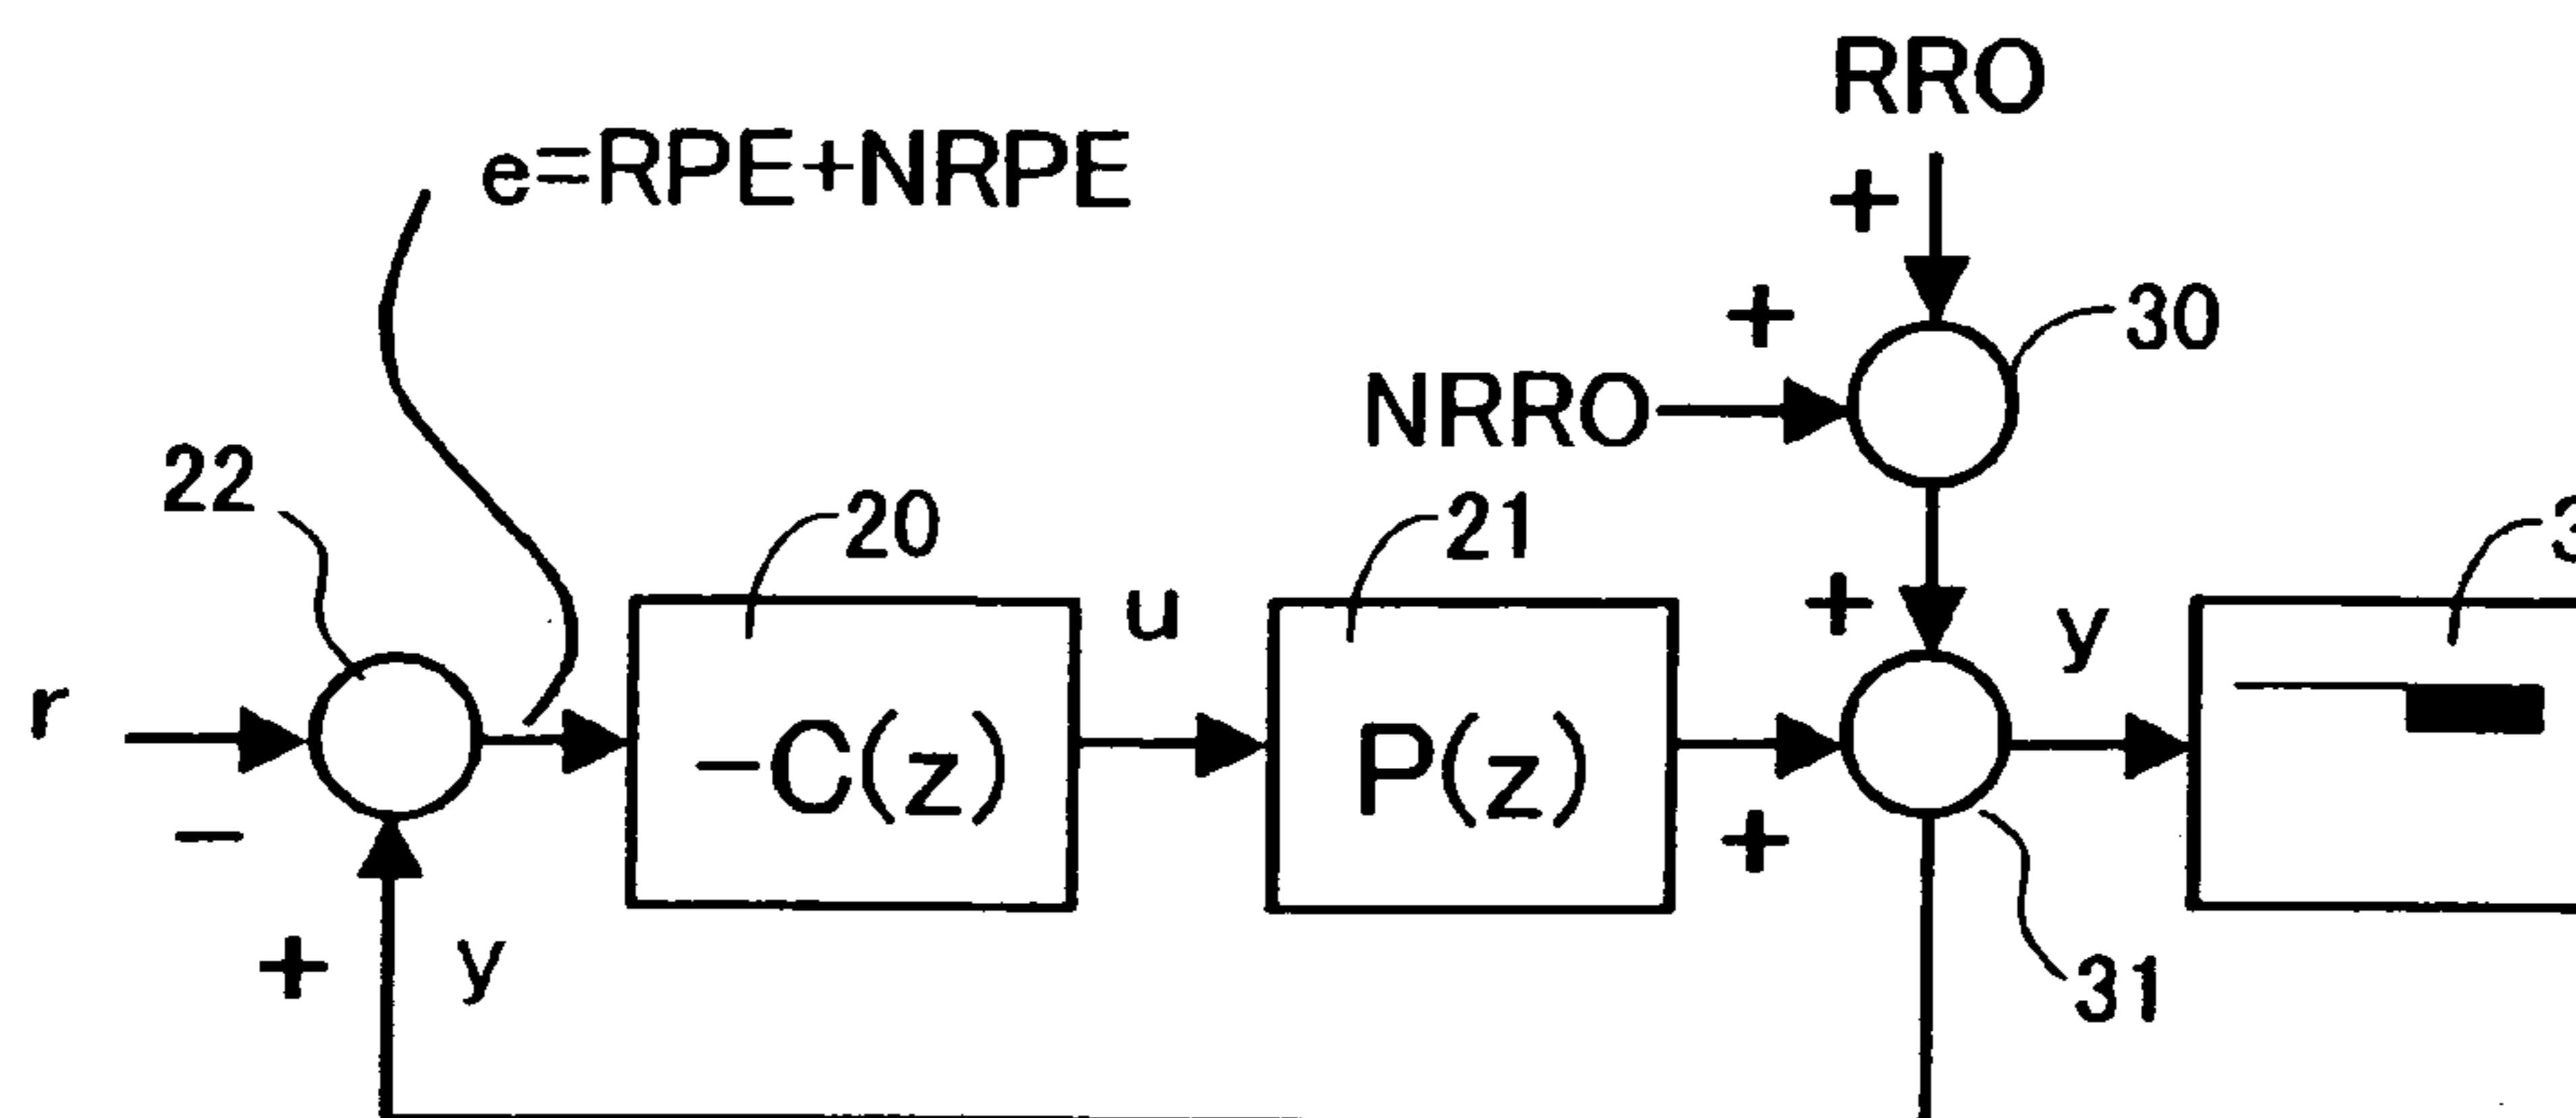 RRO
+
e=RPE+NRPE
+
30
NRRO
22
20
21
+
u
y
r
-C(z)
P(z)
−
+
+
y
31